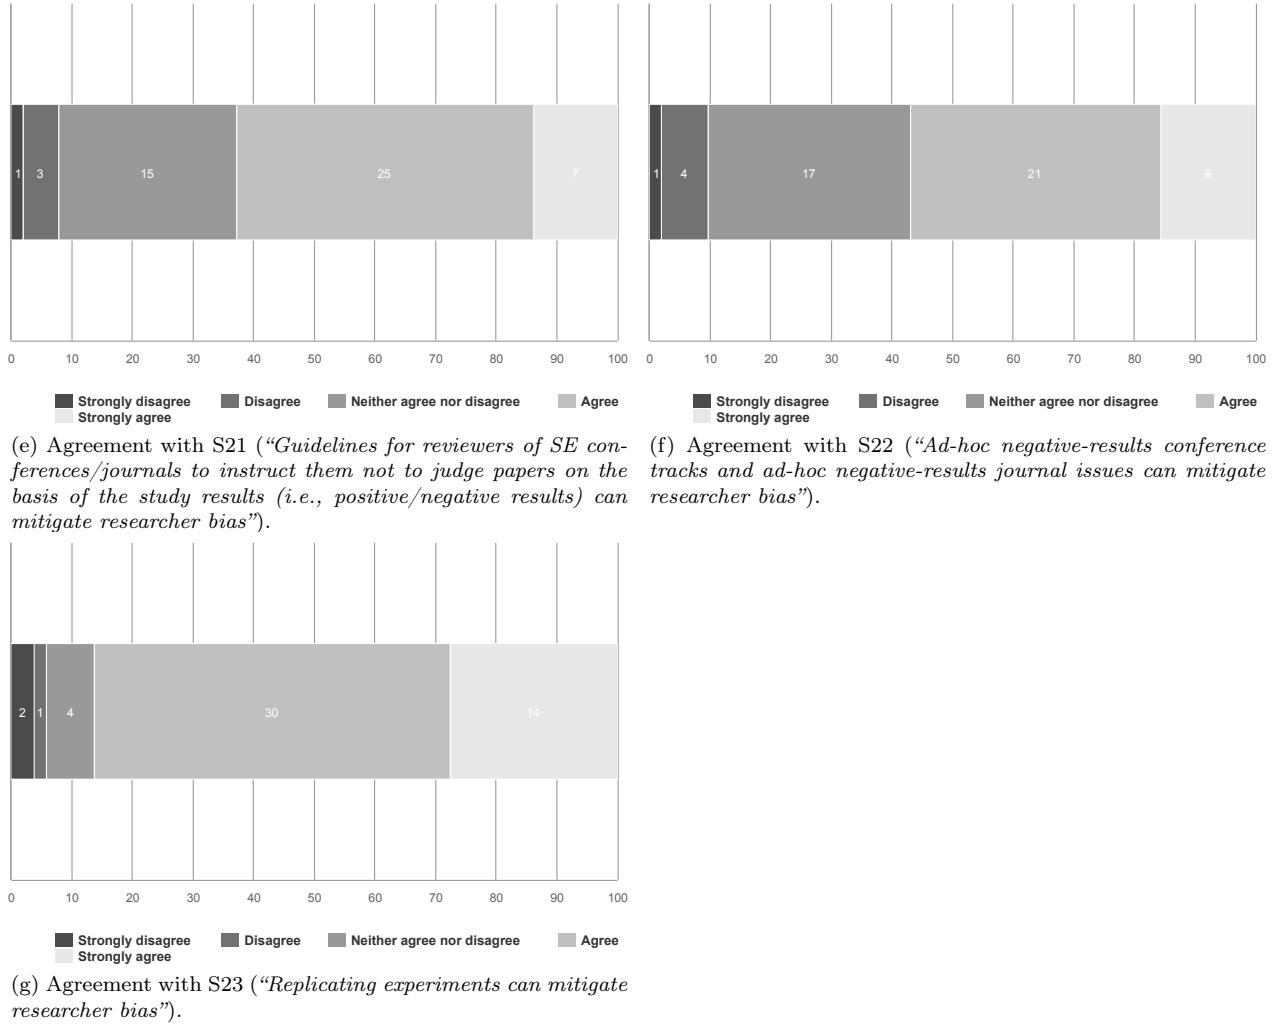 1 3 15 25 7
0 10 20 30 40 50 60 70 80 90 100
Strongly disagree Disagree Neither agree nor disagree Agree
Strongly agree
(e) Agreement with S21 (“Guidelines for reviewers of SE con-
ferences/journals to instruct them not to judge papers on the
basis of the study results (i.e., positive/negative results) can
mitigate researcher bias”).
1 4 17 21 8
0 10 20 30 40 50 60 70 80 90 100
Strongly disagree Disagree Neither agree nor disagree Agree
Strongly agree
(f) Agreement with S22 (“Ad-hoc negative-results conference
tracks and ad-hoc negative-results journal issues can mitigate
researcher bias”).
2 1 4 30 14
0 10 20 30 40 50 60 70 80 90 100
Strongly disagree Disagree Neither agree nor disagree Agree
Strongly agree
(g) Agreement with S23 (“Replicating experiments can mitigate
researcher bias”).